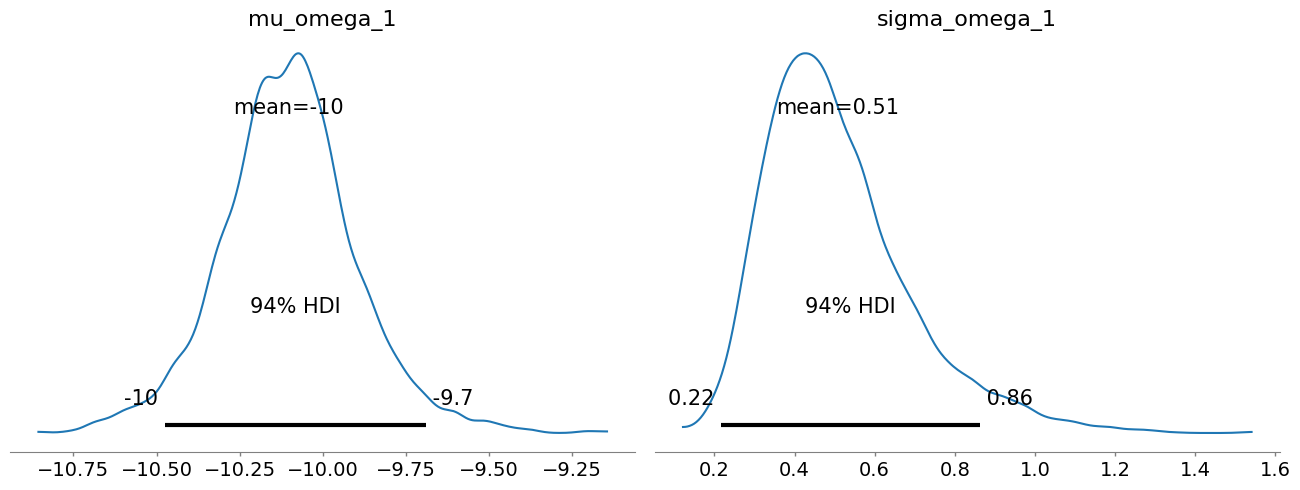 mu_omega_1
mean=-10
94% HDI
-10 -9.7
−10.75 −10.50 −10.25 −10.00 −9.75 −9.50 −9.25
sigma_omega_1
mean=0.51
94% HDI
0.22 0.86
0.2 0.4 0.6 0.8 1.0 1.2 1.4 1.6